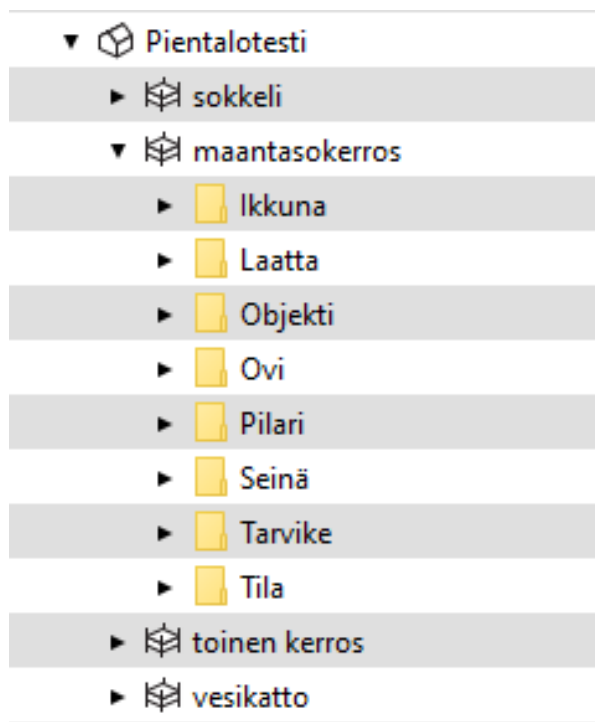 Pientalotesti
sokkeli
maantasokerros
Ikkuna
Laatta
Objekti
Ovi
Pilari
Seinä
Tarvike
Tila
toinen kerros
vesikatto